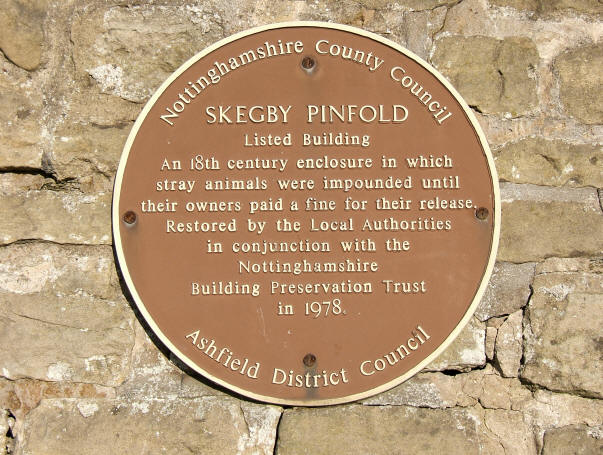 Nottinghamshire County Council
SKEGBY PINFOLD
Listed Building
An 18th century enclosure in which
stray animals were impounded until
their owners paid a fine for their release.
Restored by the Local Authorities
in conjunction with the
Nottinghamshire
Building Preservation Trust
in 1978.
Ashfield District Council